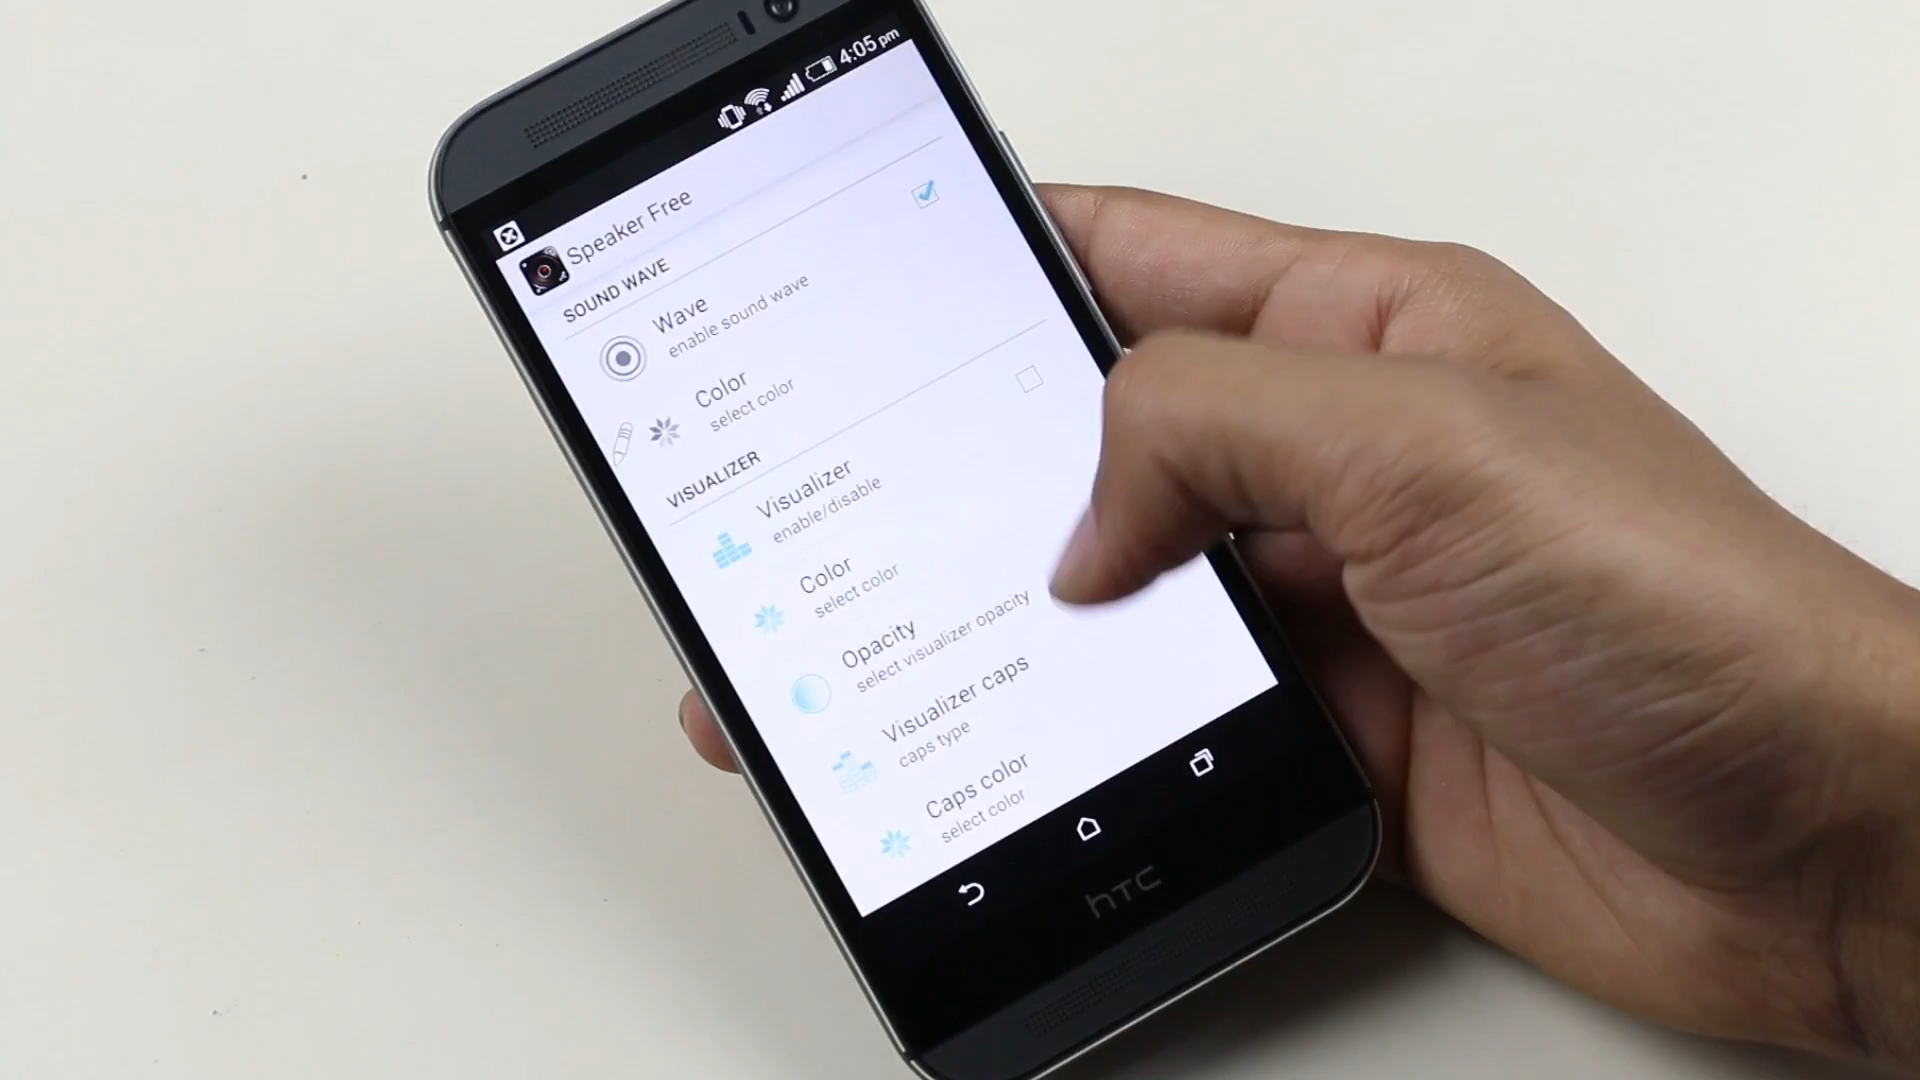 4:05 pm
Speaker Free
SOUND WAVE
Wave
enable sound wave
Color
select color
VISUALIZER
Visualizer
enable/disable
Color
select color
Opacity
select visualizer opacity
Visualizer caps
caps type
Caps color
select color
hTC